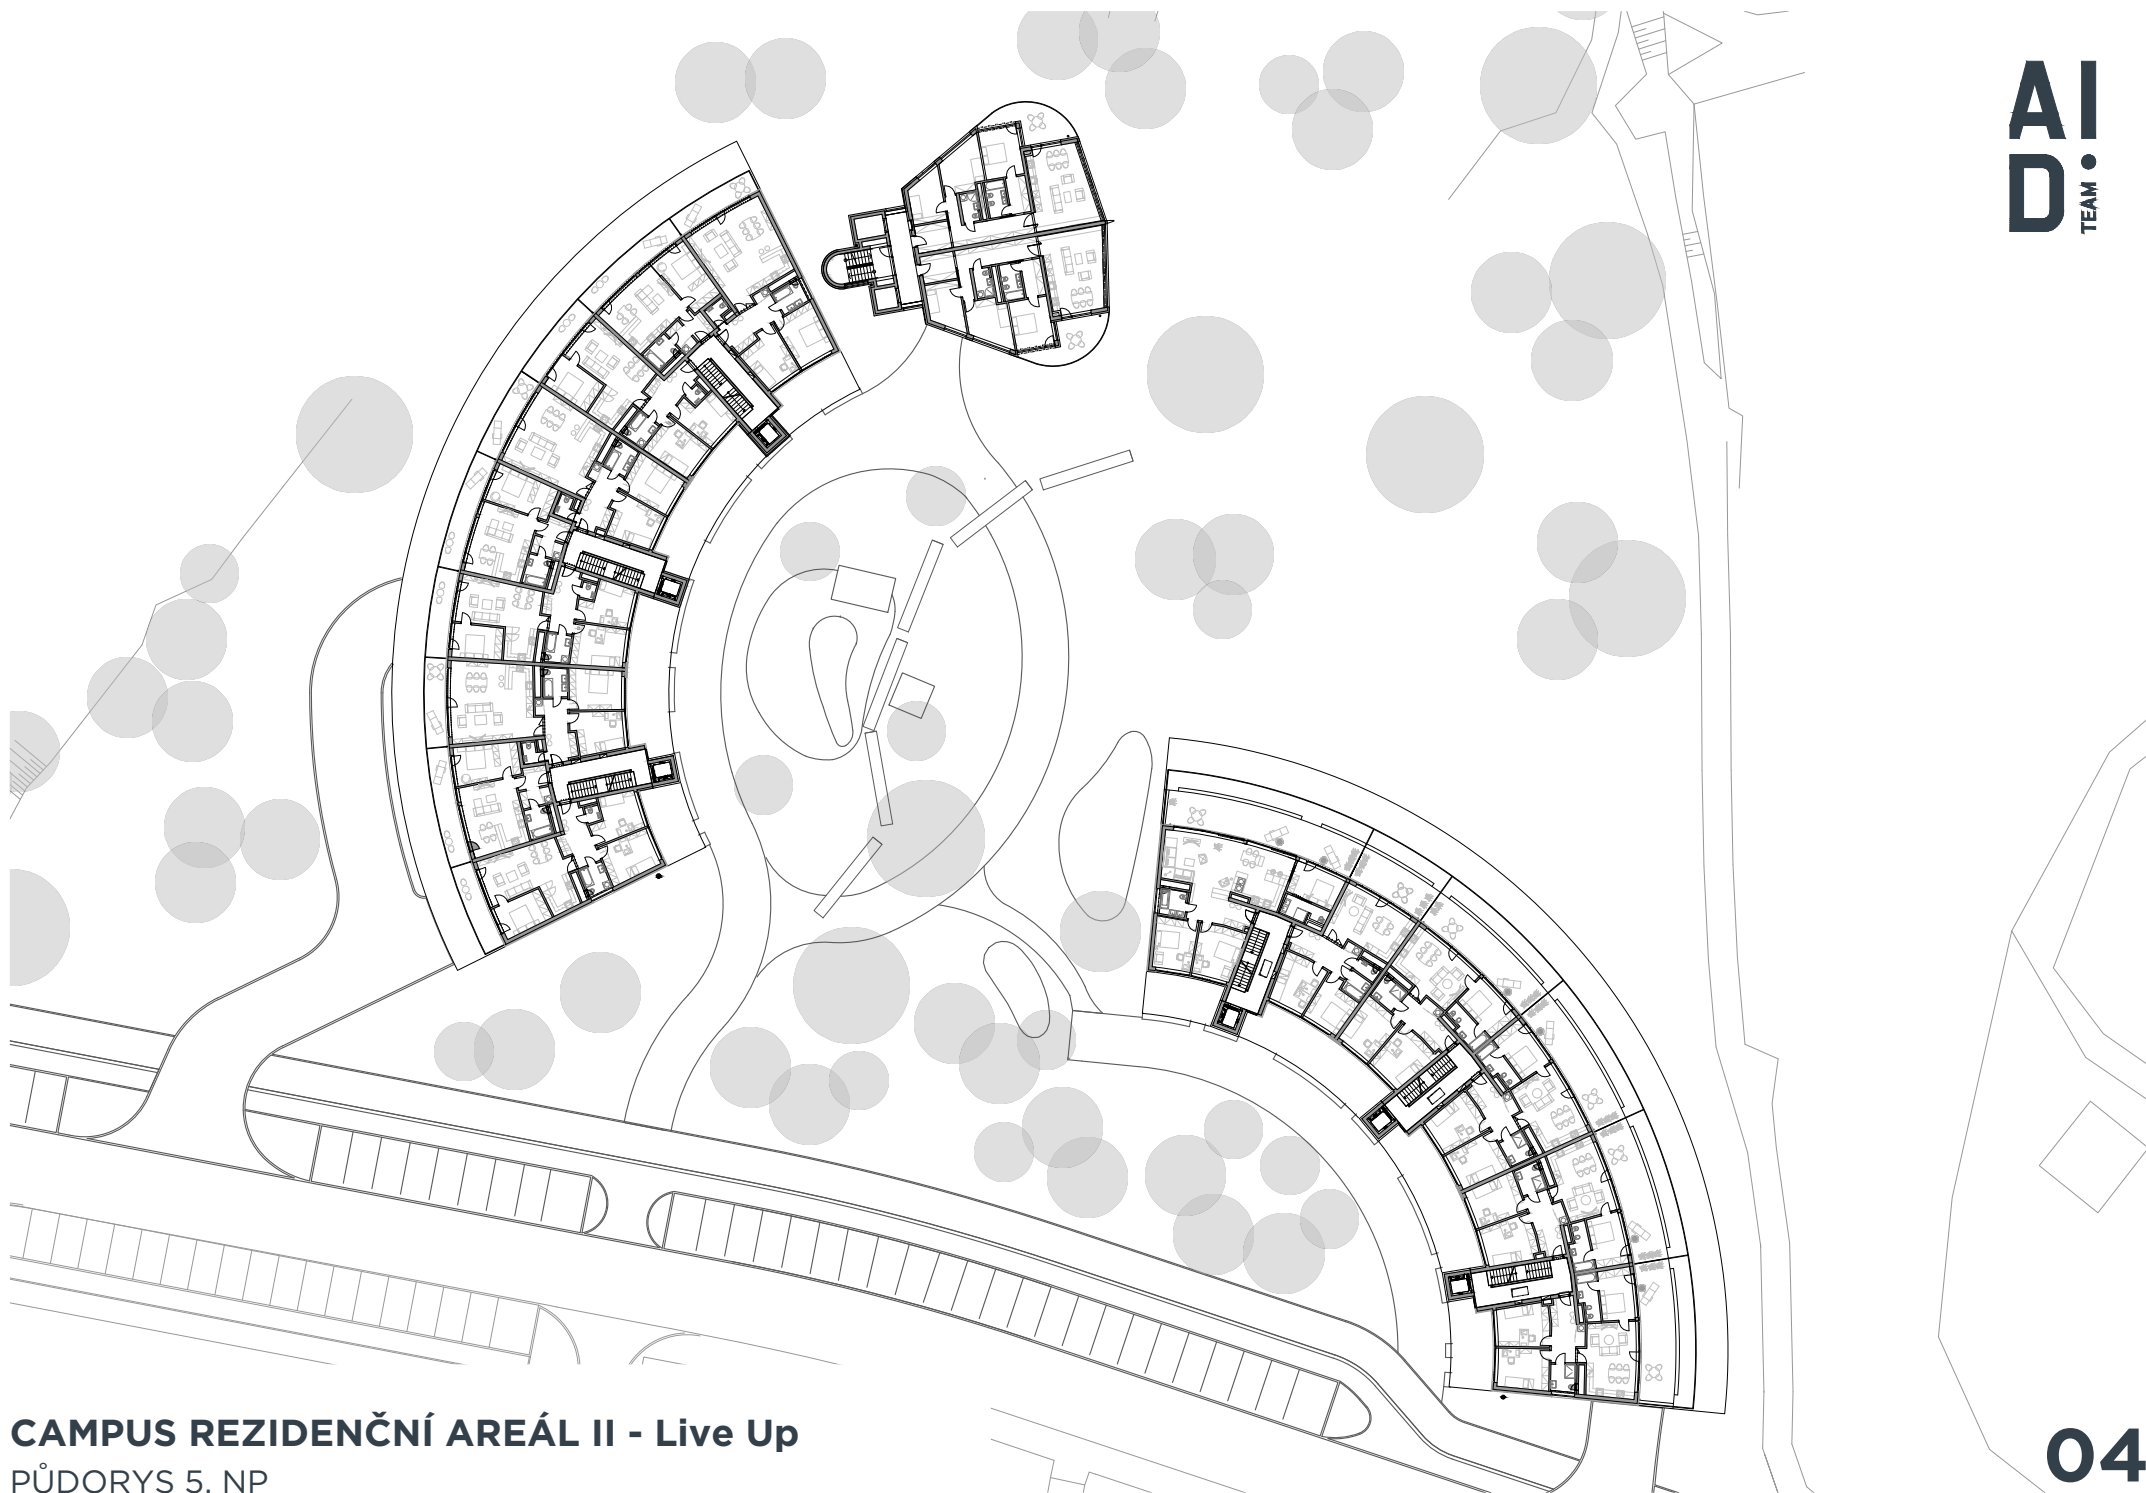 AI
D
TEAM
CAMPUS REZIDENČNÍ AREÁL II - Live Up
PŮDORYS 5. NP
04